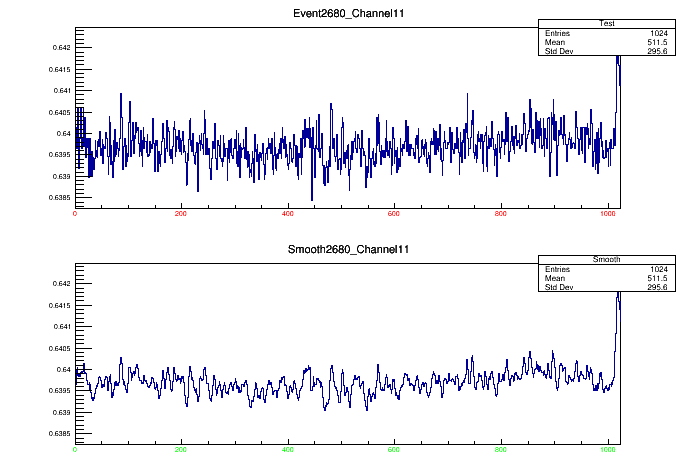 Event2680_Channel11
Test
Entries 1024
Mean 511.5
Std Dev 295.6
0.642
0.6415
0.641
0.6405
0.64
0.6395
0.639
0.6385
0 200 400 600 800 1000
Smooth2680_Channel11
Smooth
Entries 1024
Mean 511.5
Std Dev 295.6
0.642
0.6415
0.641
0.6405
0.64
0.6395
0.639
0.6385
0 200 400 600 800 1000